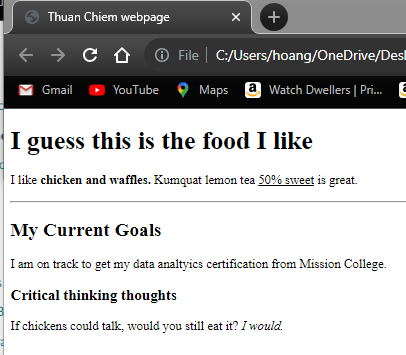 Thuan Chiem webpage
File C:/Users/hoang/OneDrive/Desl
Gmail YouTube Maps Watch Dwellers | Pri...
I guess this is the food I like
I like chicken and waffles. Kumquat lemon tea 50% sweet is great.
My Current Goals
I am on track to get my data analtyics certification from Mission College.
Critical thinking thoughts
If chickens could talk, would you still eat it? I would.